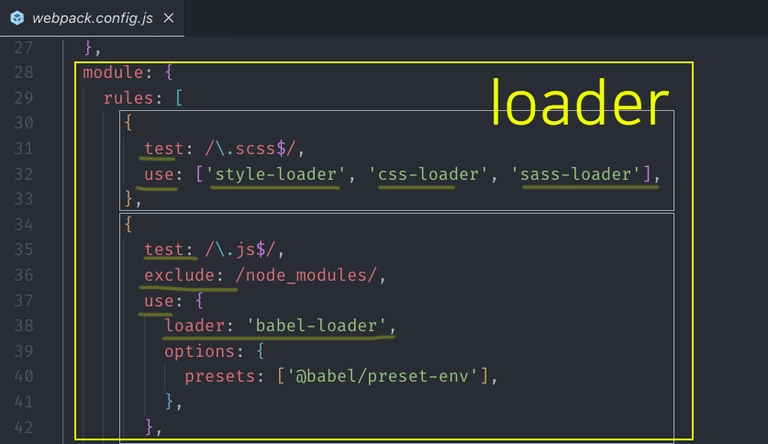 webpack.config.js
27 },
28 module: {
loader
29 rules: [
30 {
31 test: /\.scss$/,
32 use: ['style-loader', 'css-loader', 'sass-loader'],
33 },
34 {
35 test: /\.js$/,
36 exclude: /node_modules/,
37 use: {
38 loader: 'babel-loader',
39 options: {
40 presets: ['@babel/preset-env'],
41 },
42 },